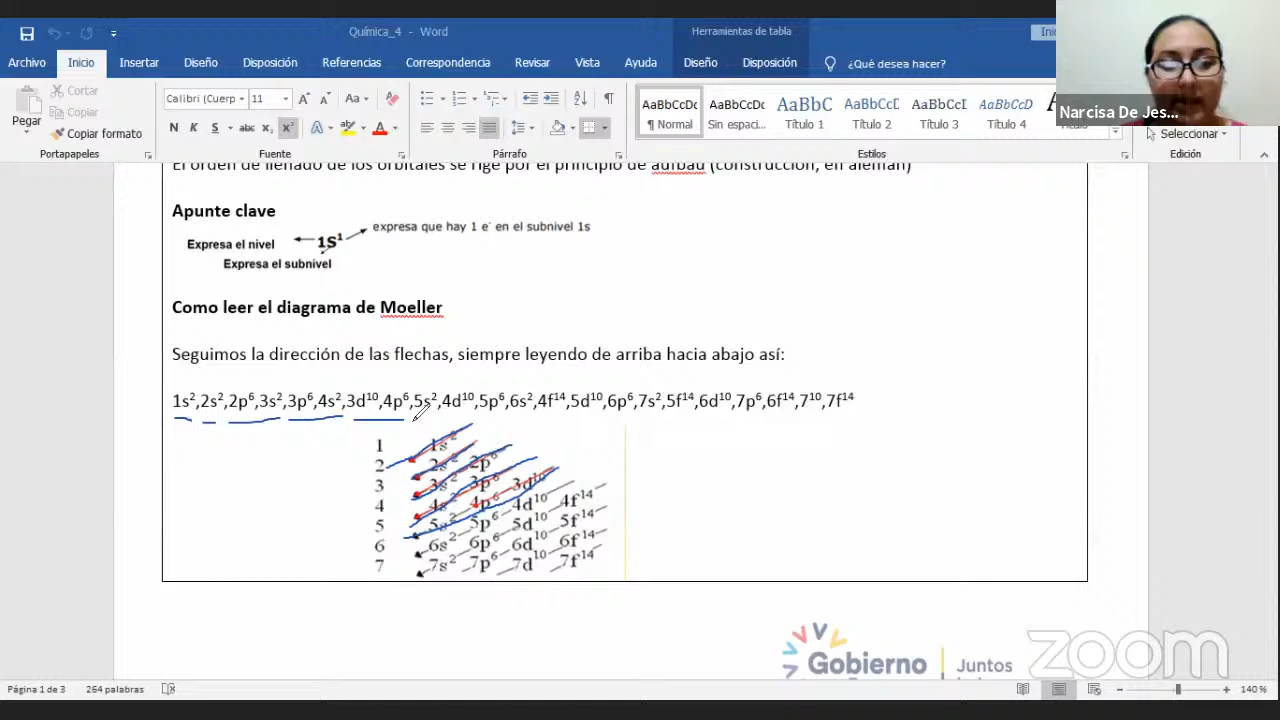 Química_4 - Word
Herramientas de tabla
Archivo Inicio Insertar Diseño Disposición Referencias Correspondencia Revisar Vista Ayuda Diseño Disposición ¿Qué desea hacer?
Narcisa De Jes...
Pegar
Cortar
Copiar
Copiar formato
Calibri (Cuerp 11
N K S abc x₂ x²
AaBbCcDc AaBbCcDc AaBbC AaBbCcD AaBbCcD AaBbCcD
¶ Normal Sin espaci... Título 1 Título 2 Título 3 Título 4
Seleccionar
Portapapeles Fuente Párrafo Estilos Edición
El orden de llenado de los orbitales se rige por el principio de aufbau (construcción, en alemán)
Apunte clave
expresa que hay 1 e⁻ en el subnivel 1s
Expresa el nivel 1S¹
Expresa el subnivel
Como leer el diagrama de Moeller
Seguimos la dirección de las flechas, siempre leyendo de arriba hacia abajo así:
1s²,2s²,2p⁶,3s²,3p⁶,4s²,3d¹⁰,4p⁶,5s²,4d¹⁰,5p⁶,6s²,4f¹⁴,5d¹⁰,6p⁶,7s²,5f¹⁴,6d¹⁰,7p⁶,6f¹⁴,7¹⁰,7f¹⁴
1 1s²
2 2s² 2p⁶
3 3s² 3p⁶ 3d¹⁰
4 4s² 4p⁶ 4d¹⁰ 4f¹⁴
5 5s² 5p⁶ 5d¹⁰ 5f¹⁴
6 6s² 6p⁶ 6d¹⁰ 6f¹⁴
7 7s² 7p⁶ 7d¹⁰ 7f¹⁴
Gobierno Juntos
zoom
Página 1 de 3 264 palabras 140 %